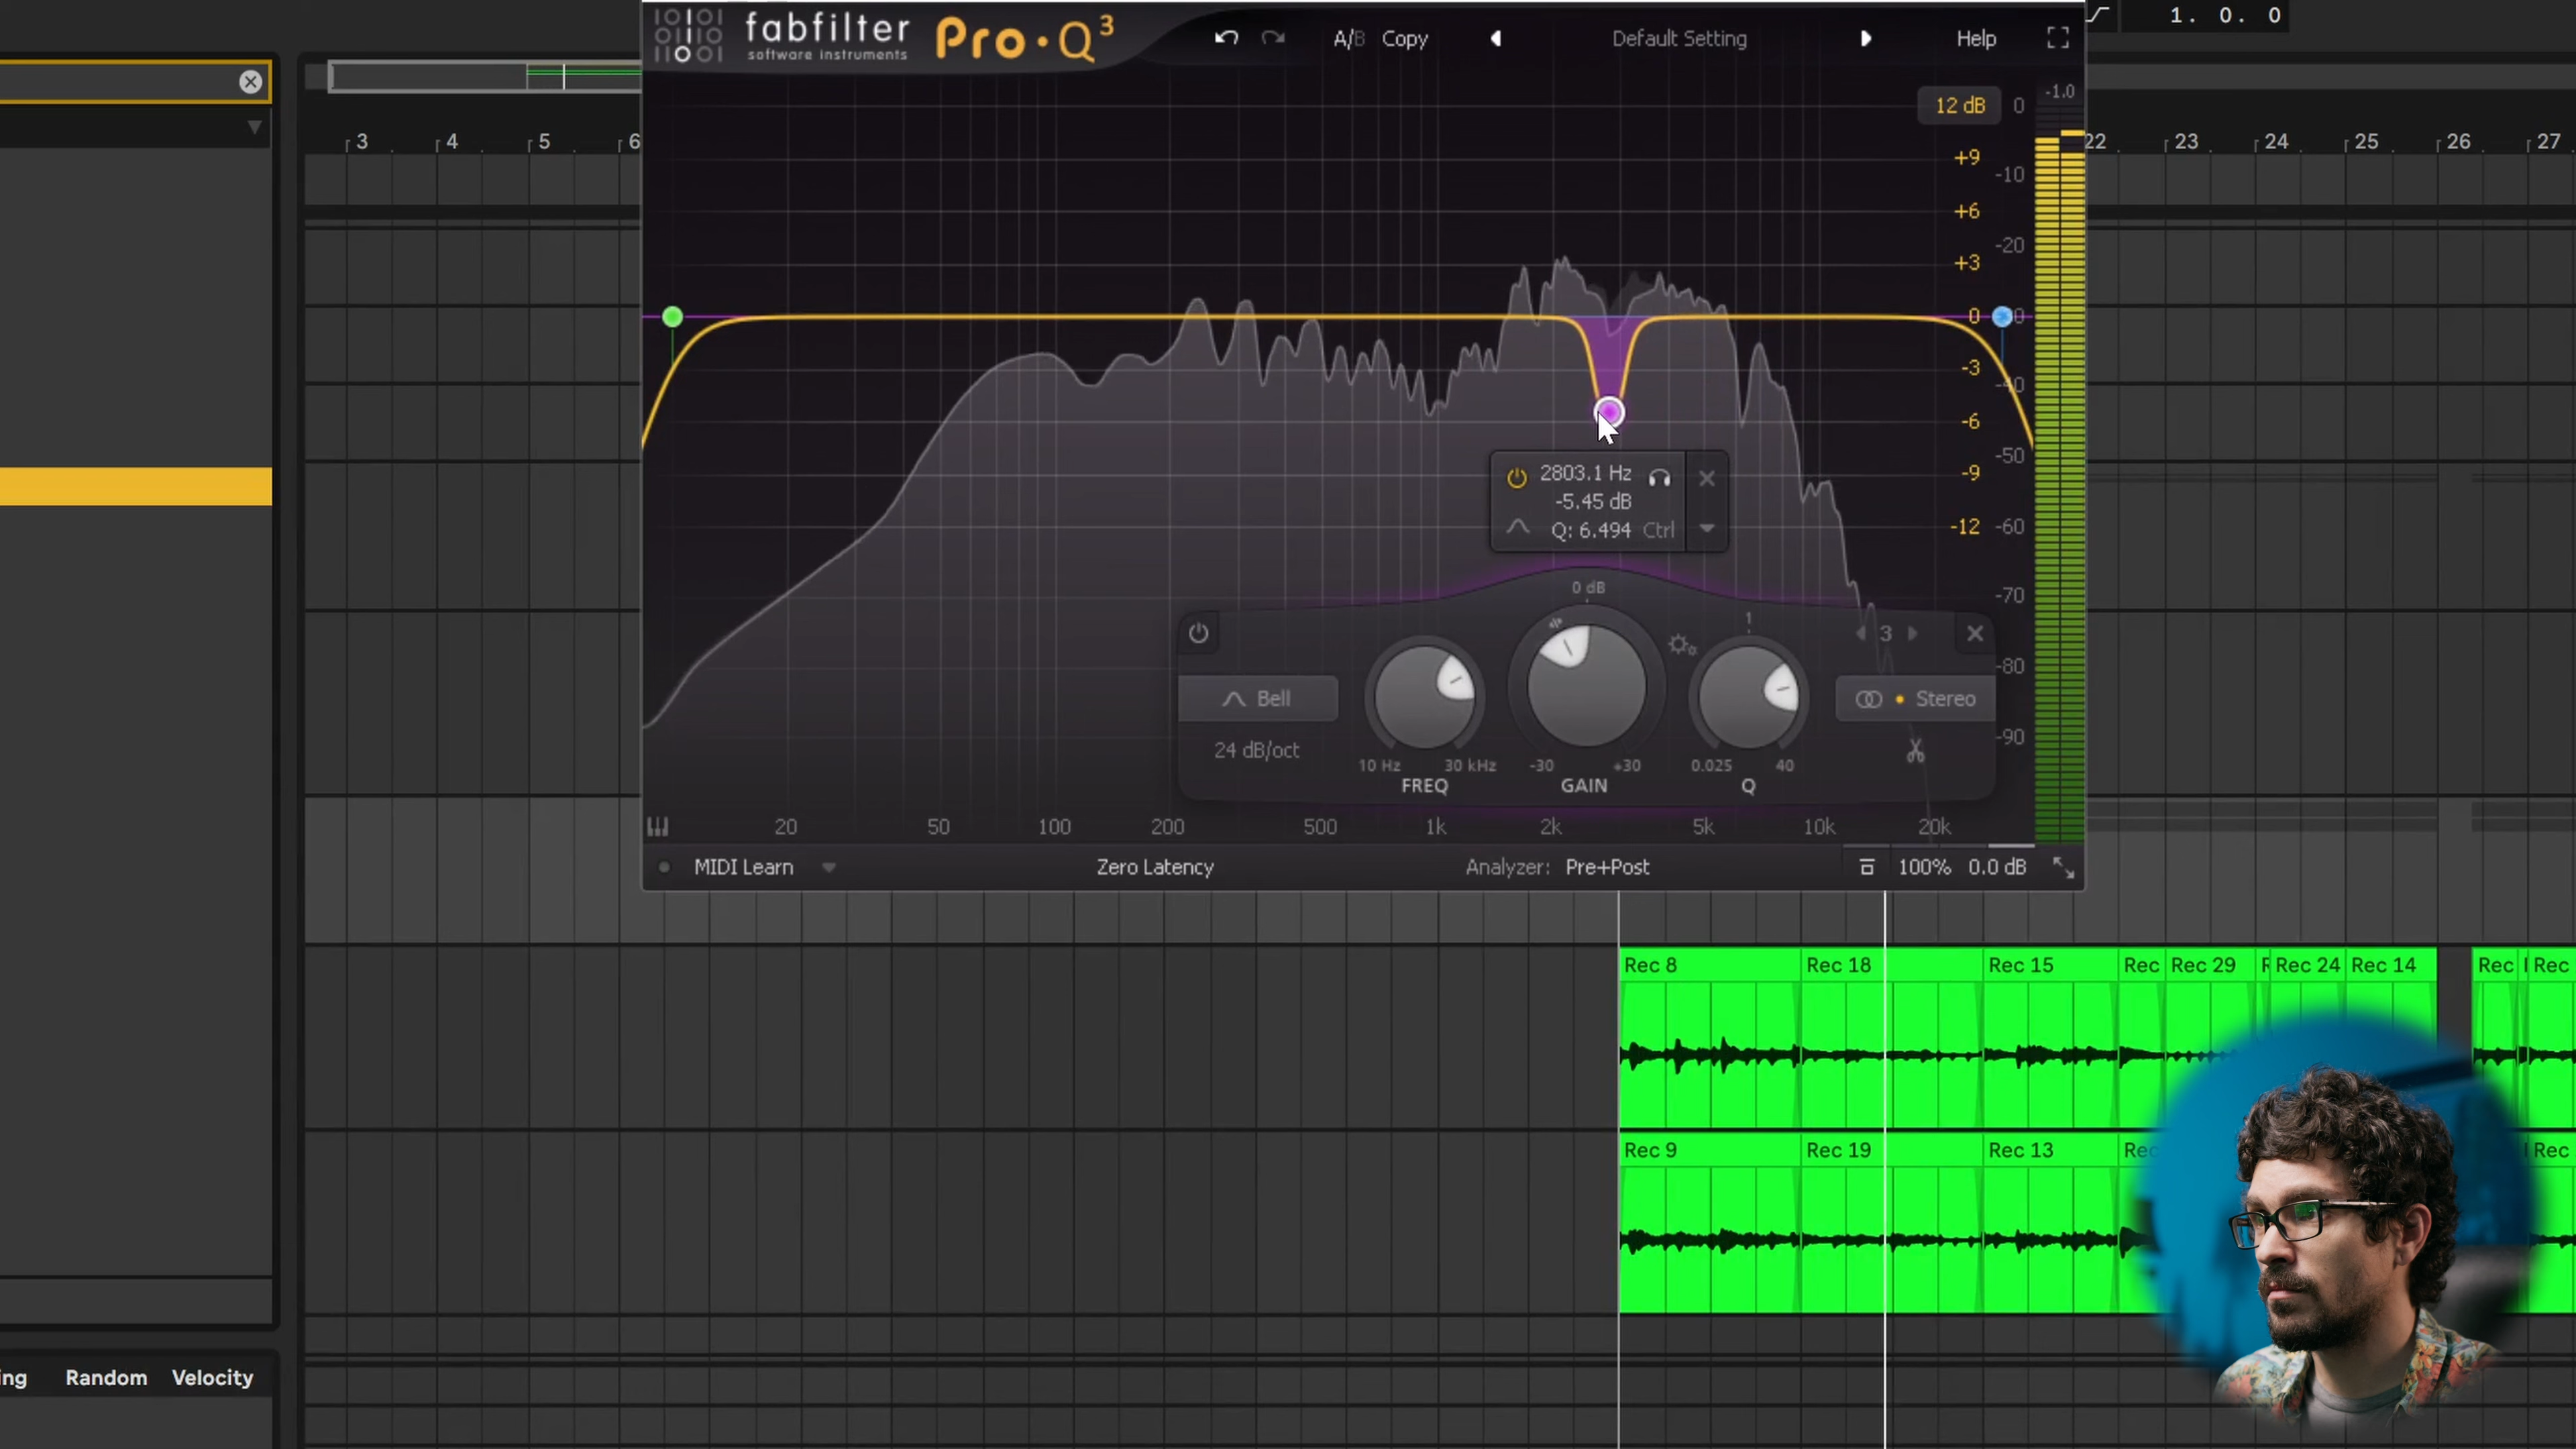 fabfilter
software instruments
Pro·Q³
A/B Copy
Default Setting
Help
1. 0. 0
12 dB 0 -1.0
3 4 5 6
22 23 24 25 26 27
+9
-10
+6
-20
+3
0
-3
-40
-6
-50
-9
-12 -60
-70
-80
-90
2803.1 Hz
-5.45 dB
Q: 6.494 Ctrl
0 dB
1
3
Bell
Stereo
24 dB/oct
10 Hz 30 kHz
-30 +30
0.025 40
FREQ
GAIN
Q
20 50 100 200 500 1k 2k 5k 10k 20k
MIDI Learn
Zero Latency
Analyzer: Pre+Post
100% 0.0 dB
Rec 8 Rec 18 Rec 15 Rec Rec 29 Rec 24 Rec 14 Rec Rec
Rec 9 Rec 19 Rec 13 Rec
Random Velocity